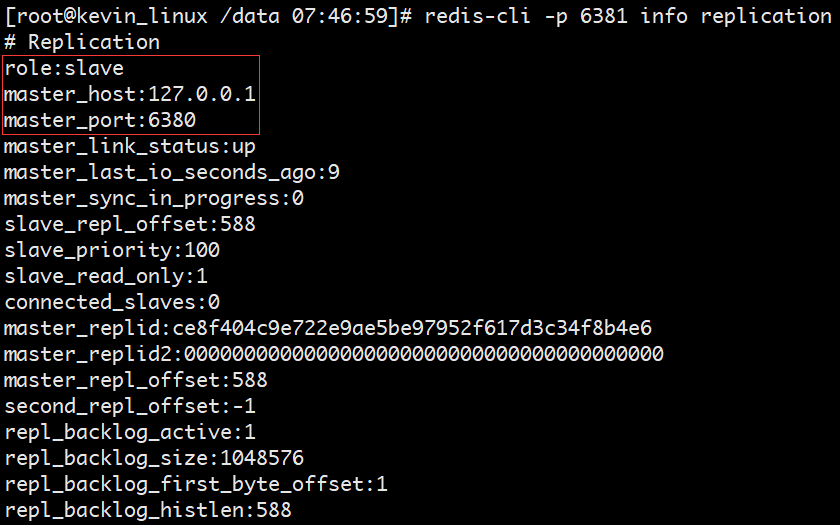 [root@kevin_linux /data 07:46:59]# redis-cli -p 6381 info replication
# Replication
role:slave
master_host:127.0.0.1
master_port:6380
master_link_status:up
master_last_io_seconds_ago:9
master_sync_in_progress:0
slave_repl_offset:588
slave_priority:100
slave_read_only:1
connected_slaves:0
master_replid:ce8f404c9e722e9ae5be97952f617d3c34f8b4e6
master_replid2:0000000000000000000000000000000000000000
master_repl_offset:588
second_repl_offset:-1
repl_backlog_active:1
repl_backlog_size:1048576
repl_backlog_first_byte_offset:1
repl_backlog_histlen:588